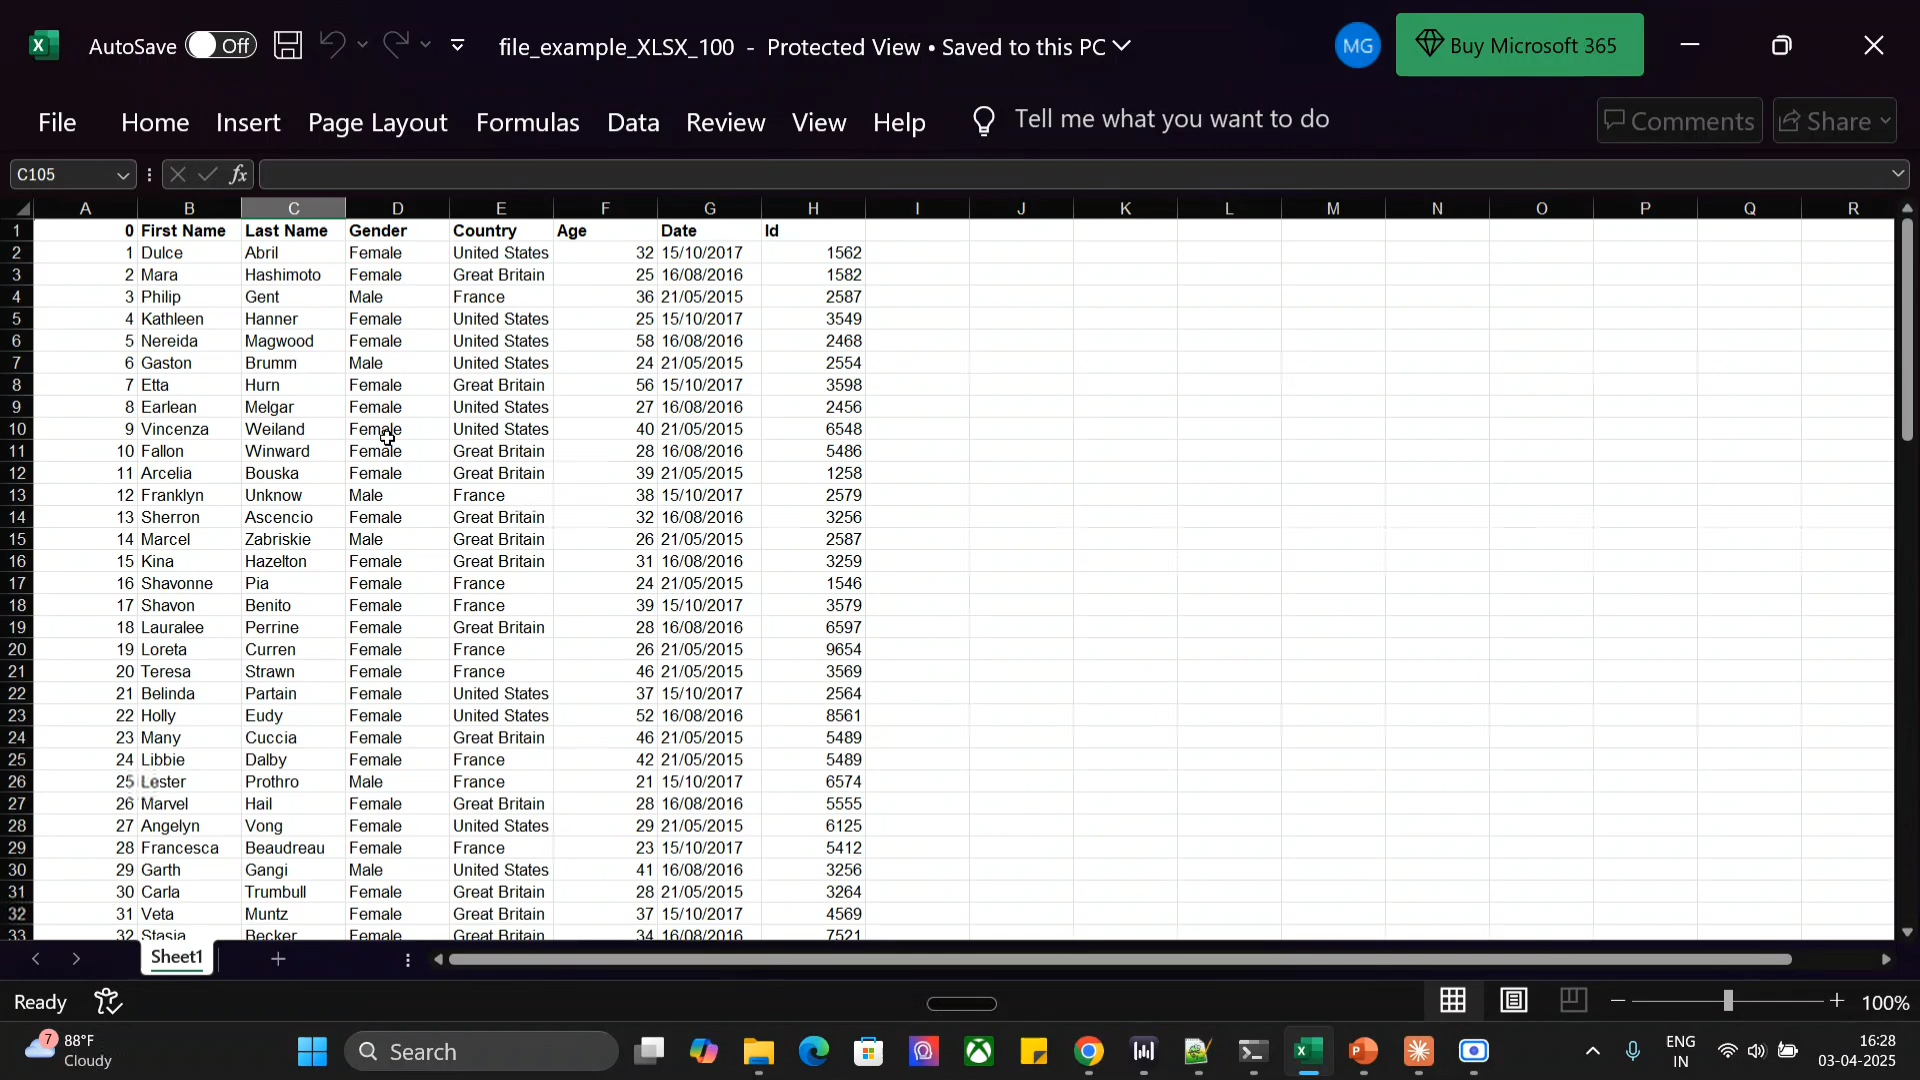 AutoSave Off file_example_XLSX_100 - Protected View • Saved to this PC MG Buy Microsoft 365
File Home Insert Page Layout Formulas Data Review View Help Tell me what you want to do Comments Share
C105 fx
A B C D E F G H I J K L M N O P Q R
1 0 First Name Last Name Gender Country Age Date Id
2 1 Dulce Abril Female United States 32 15/10/2017 1562
3 2 Mara Hashimoto Female Great Britain 25 16/08/2016 1582
4 3 Philip Gent Male France 36 21/05/2015 2587
5 4 Kathleen Hanner Female United States 25 15/10/2017 3549
6 5 Nereida Magwood Female United States 58 16/08/2016 2468
7 6 Gaston Brumm Male United States 24 21/05/2015 2554
8 7 Etta Hurn Female Great Britain 56 15/10/2017 3598
9 8 Earlean Melgar Female United States 27 16/08/2016 2456
10 9 Vincenza Weiland Female United States 40 21/05/2015 6548
11 10 Fallon Winward Female Great Britain 28 16/08/2016 5486
12 11 Arcelia Bouska Female Great Britain 39 21/05/2015 1258
13 12 Franklyn Unknow Male France 38 15/10/2017 2579
14 13 Sherron Ascencio Female Great Britain 32 16/08/2016 3256
15 14 Marcel Zabriskie Male Great Britain 26 21/05/2015 2587
16 15 Kina Hazelton Female Great Britain 31 16/08/2016 3259
17 16 Shavonne Pia Female France 24 21/05/2015 1546
18 17 Shavon Benito Female France 39 15/10/2017 3579
19 18 Lauralee Perrine Female Great Britain 28 16/08/2016 6597
20 19 Loreta Curren Female France 26 21/05/2015 9654
21 20 Teresa Strawn Female France 46 21/05/2015 3569
22 21 Belinda Partain Female United States 37 15/10/2017 2564
23 22 Holly Eudy Female United States 52 16/08/2016 8561
24 23 Many Cuccia Female Great Britain 46 21/05/2015 5489
25 24 Libbie Dalby Female France 42 21/05/2015 5489
26 25 Lester Prothro Male France 21 15/10/2017 6574
27 26 Marvel Hail Female Great Britain 28 16/08/2016 5555
28 27 Angelyn Vong Female United States 29 21/05/2015 6125
29 28 Francesca Beaudreau Female France 23 15/10/2017 5412
30 29 Garth Gangi Male United States 41 16/08/2016 3256
31 30 Carla Trumbull Female Great Britain 28 21/05/2015 3264
32 31 Veta Muntz Female Great Britain 37 15/10/2017 4569
33 32 Stasia Becker Female Great Britain 34 16/08/2016 7521
Sheet1
Ready 100%
7 88°F Search ENG 16:28
Cloudy IN 03-04-2025